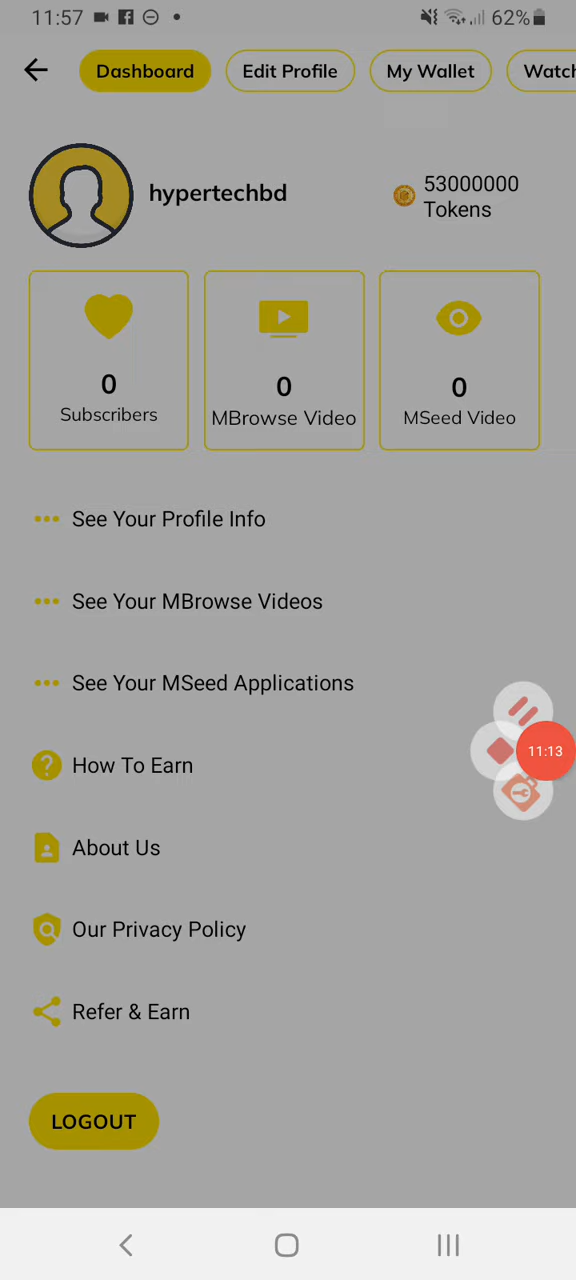 11:57
62%
Dashboard
Edit Profile
My Wallet
Watch
hypertechbd
53000000
Tokens
0
Subscribers
0
MBrowse Video
0
MSeed Video
See Your Profile Info
See Your MBrowse Videos
See Your MSeed Applications
11:13
How To Earn
About Us
Our Privacy Policy
Refer & Earn
LOGOUT